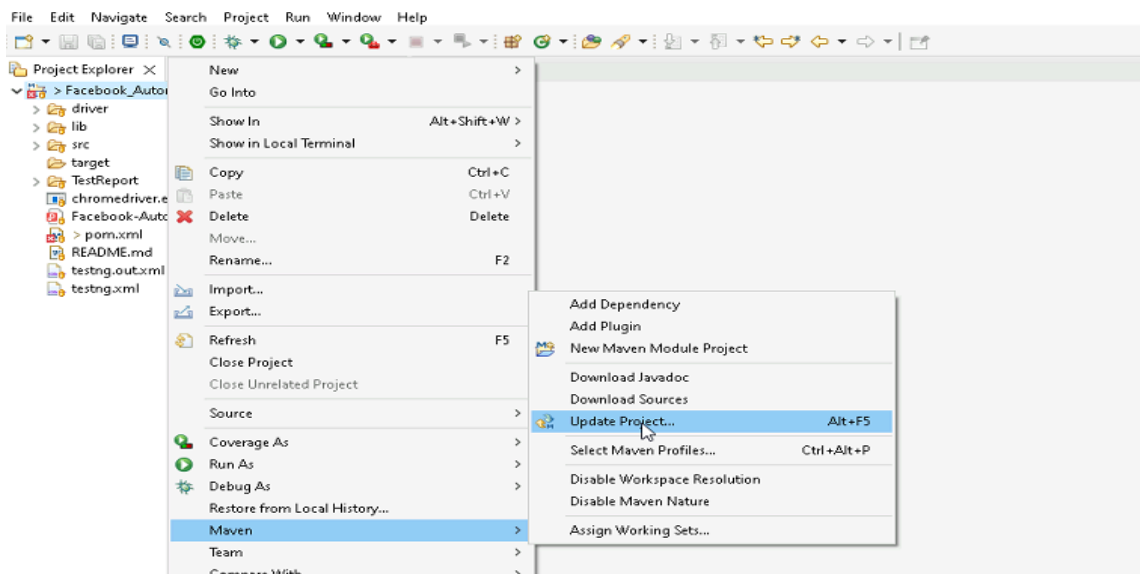 File Edit Navigate Search Project Run Window Help
Project Explorer
> Facebook_Autor
driver
lib
src
target
TestReport
chromedriver.e
Facebook-Auto
> pom.xml
README.md
testng.out.xml
testng.xml
New
Go Into
Show In Alt+Shift+W >
Show in Local Terminal
Copy Ctrl+C
Paste Ctrl+V
Delete Delete
Move...
Rename... F2
Import...
Export...
Refresh F5
Close Project
Close Unrelated Project
Source
Coverage As
Run As
Debug As
Restore from Local History...
Maven
Team
Compare With
Add Dependency
Add Plugin
New Maven Module Project
Download Javadoc
Download Sources
Update Project... Alt+F5
Select Maven Profiles... Ctrl+Alt+P
Disable Workspace Resolution
Disable Maven Nature
Assign Working Sets...